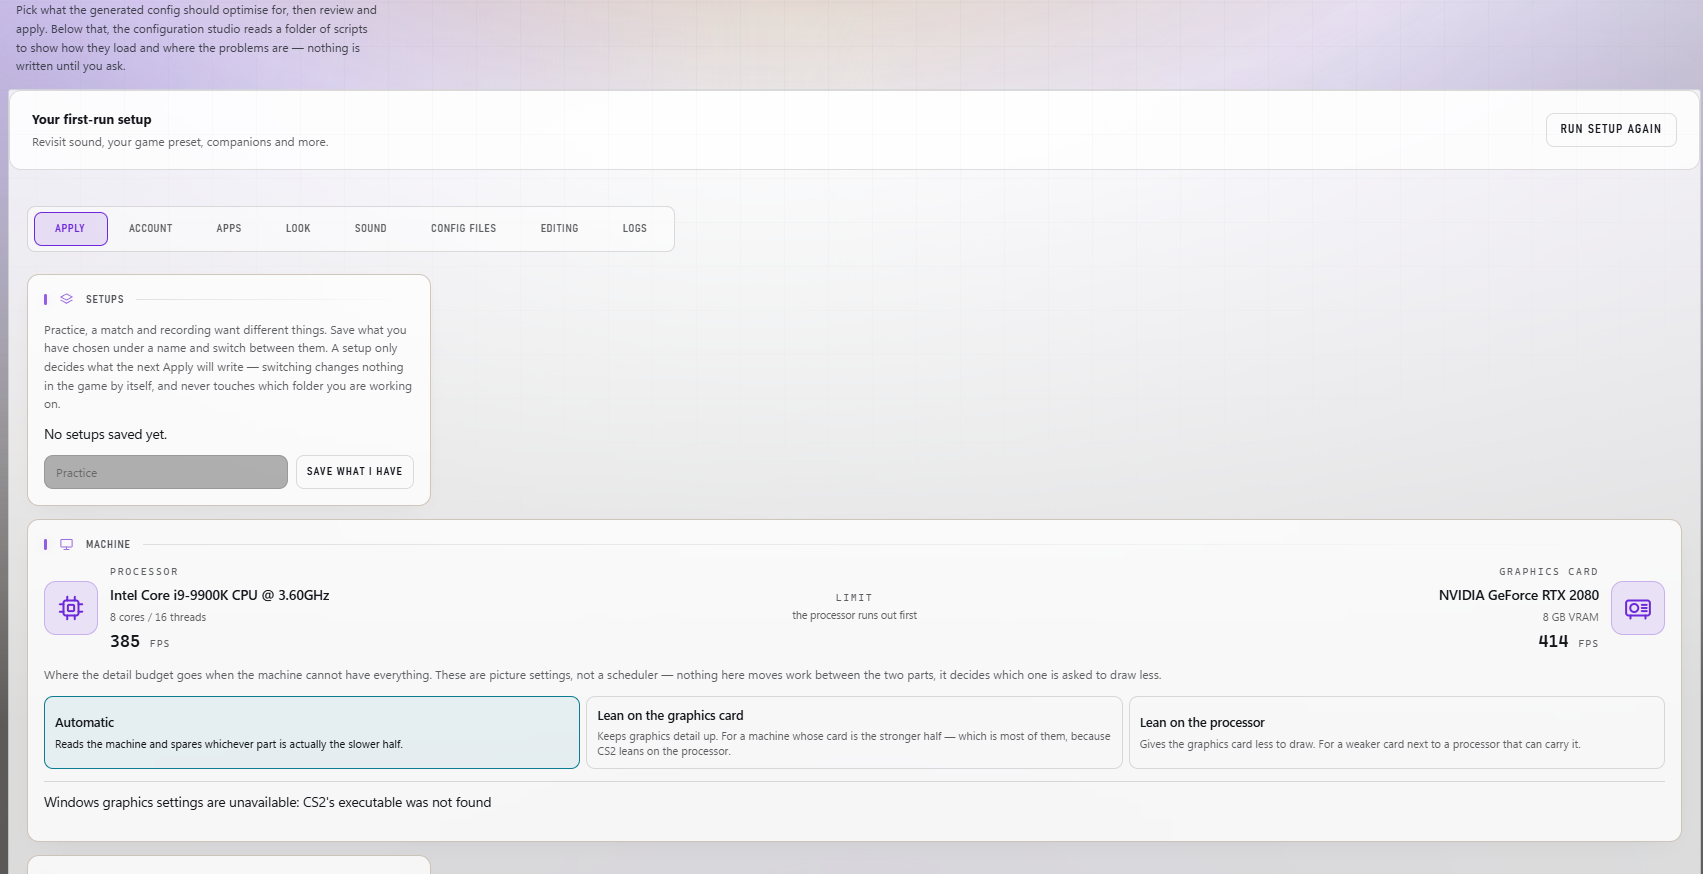 Pick what the generated config should optimise for, then review and
apply. Below that, the configuration studio reads a folder of scripts
to show how they load and where the problems are — nothing is
written until you ask.
Your first-run setup
Revisit sound, your game preset, companions and more.
RUN SETUP AGAIN
APPLY
ACCOUNT
APPS
LOOK
SOUND
CONFIG FILES
EDITING
LOGS
SETUPS
Practice, a match and recording want different things. Save what you
have chosen under a name and switch between them. A setup only
decides what the next Apply will write — switching changes nothing
in the game by itself, and never touches which folder you are working
on.
No setups saved yet.
Practice
SAVE WHAT I HAVE
MACHINE
PROCESSOR
Intel Core i9-9900K CPU @ 3.60GHz
8 cores / 16 threads
385 FPS
LIMIT
the processor runs out first
GRAPHICS CARD
NVIDIA GeForce RTX 2080
8 GB VRAM
414 FPS
Where the detail budget goes when the machine cannot have everything. These are picture settings, not a scheduler — nothing here moves work between the two parts, it decides which one is asked to draw less.
Automatic
Reads the machine and spares whichever part is actually the slower half.
Lean on the graphics card
Keeps graphics detail up. For a machine whose card is the stronger half — which is most of them, because
CS2 leans on the processor.
Lean on the processor
Gives the graphics card less to draw. For a weaker card next to a processor that can carry it.
Windows graphics settings are unavailable: CS2's executable was not found